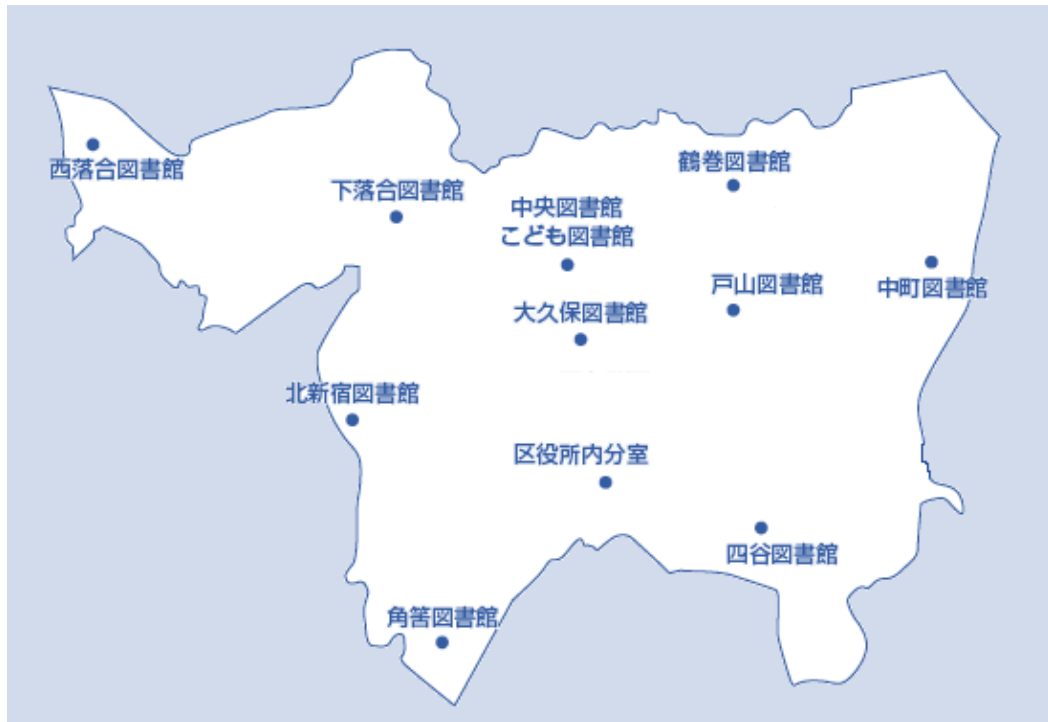 西落合図書館
下落合図書館
鶴巻図書館
中央図書館
こども図書館
戸山図書館
中町図書館
大久保図書館
北新宿図書館
区役所内分室
四谷図書館
角筈図書館